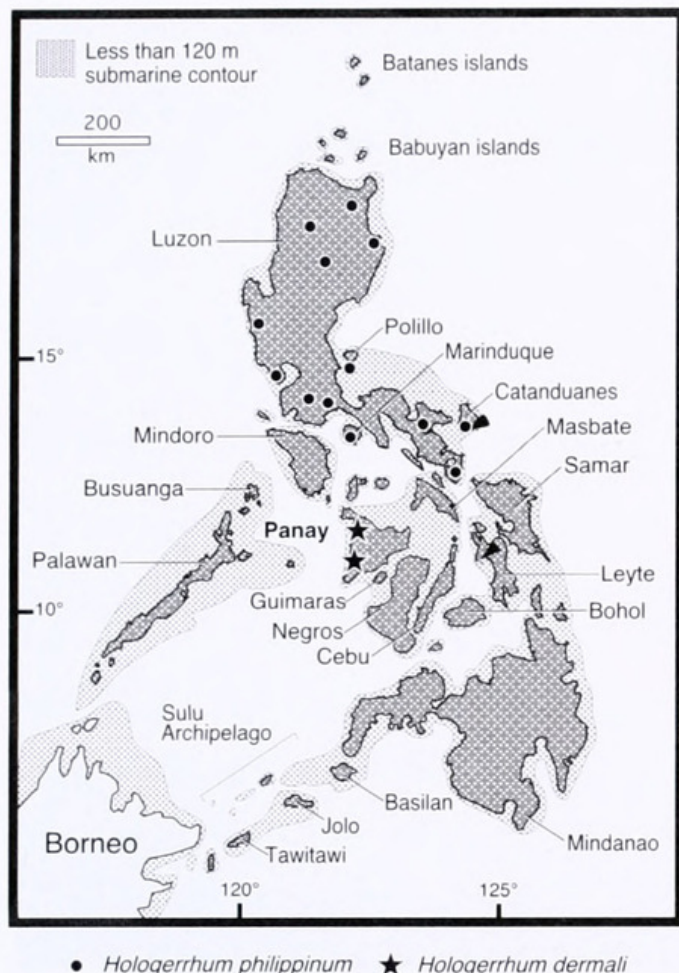 Less than 120 m
submarine contour
200
km
Batanes islands
Babuyan islands
Luzon
Polillo
15°
Marinduque
Catanduanes
Mindoro
Masbate
Samar
Busuanga
Panay
Palawan
Leyte
Guimaras
10°
Bohol
Negros
Cebu
Sulu
Archipelago
Basilan
Jolo
Borneo
Mindanao
Tawitawi
120°
125°
Hologerrhum philippinum
Hologerrhum dermali